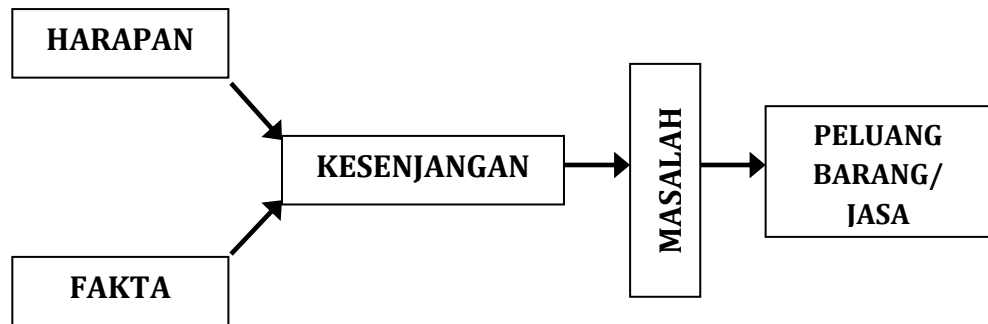 HARAPAN
FAKTA
KESENJANGAN
MASALAH
PELUANG
BARANG/
JASA